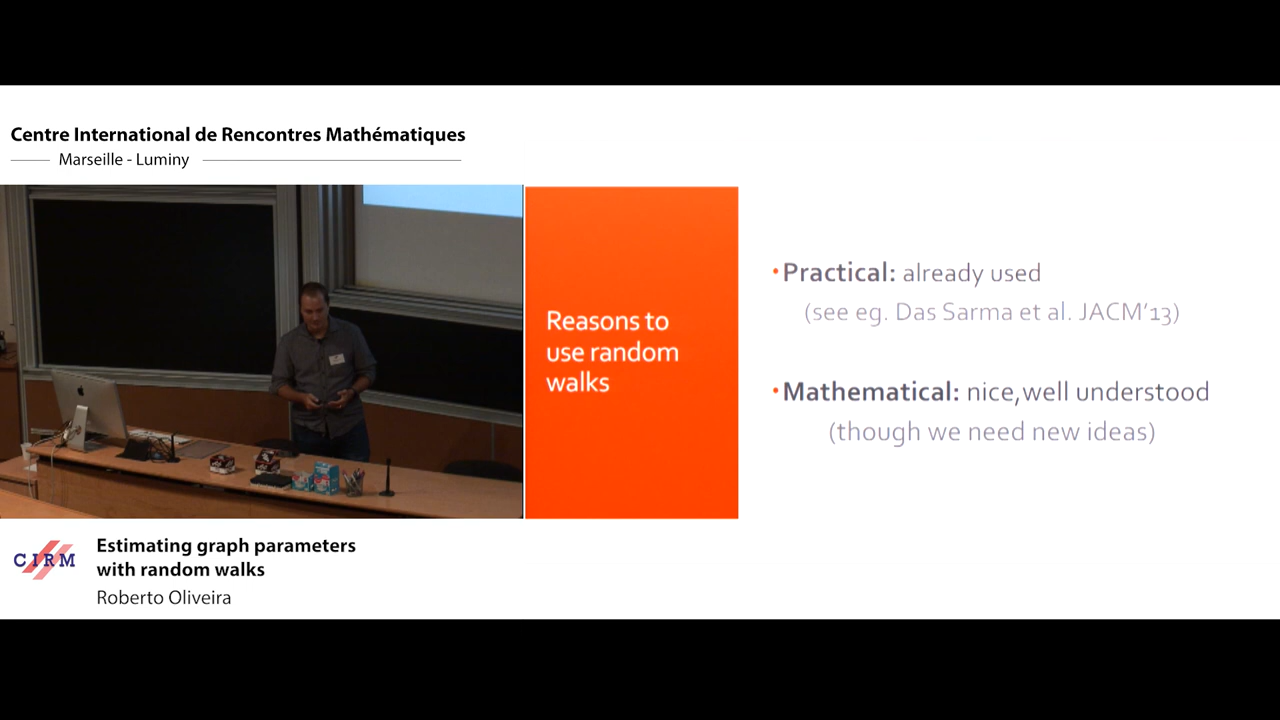 Centre International de Rencontres Mathématiques
Marseille - Luminy
Reasons to
use random
walks
•Practical: already used
(see eg. Das Sarma et al. JACM'13)
•Mathematical: nice,well understood
(though we need new ideas)
CIRM
Estimating graph parameters
with random walks
Roberto Oliveira